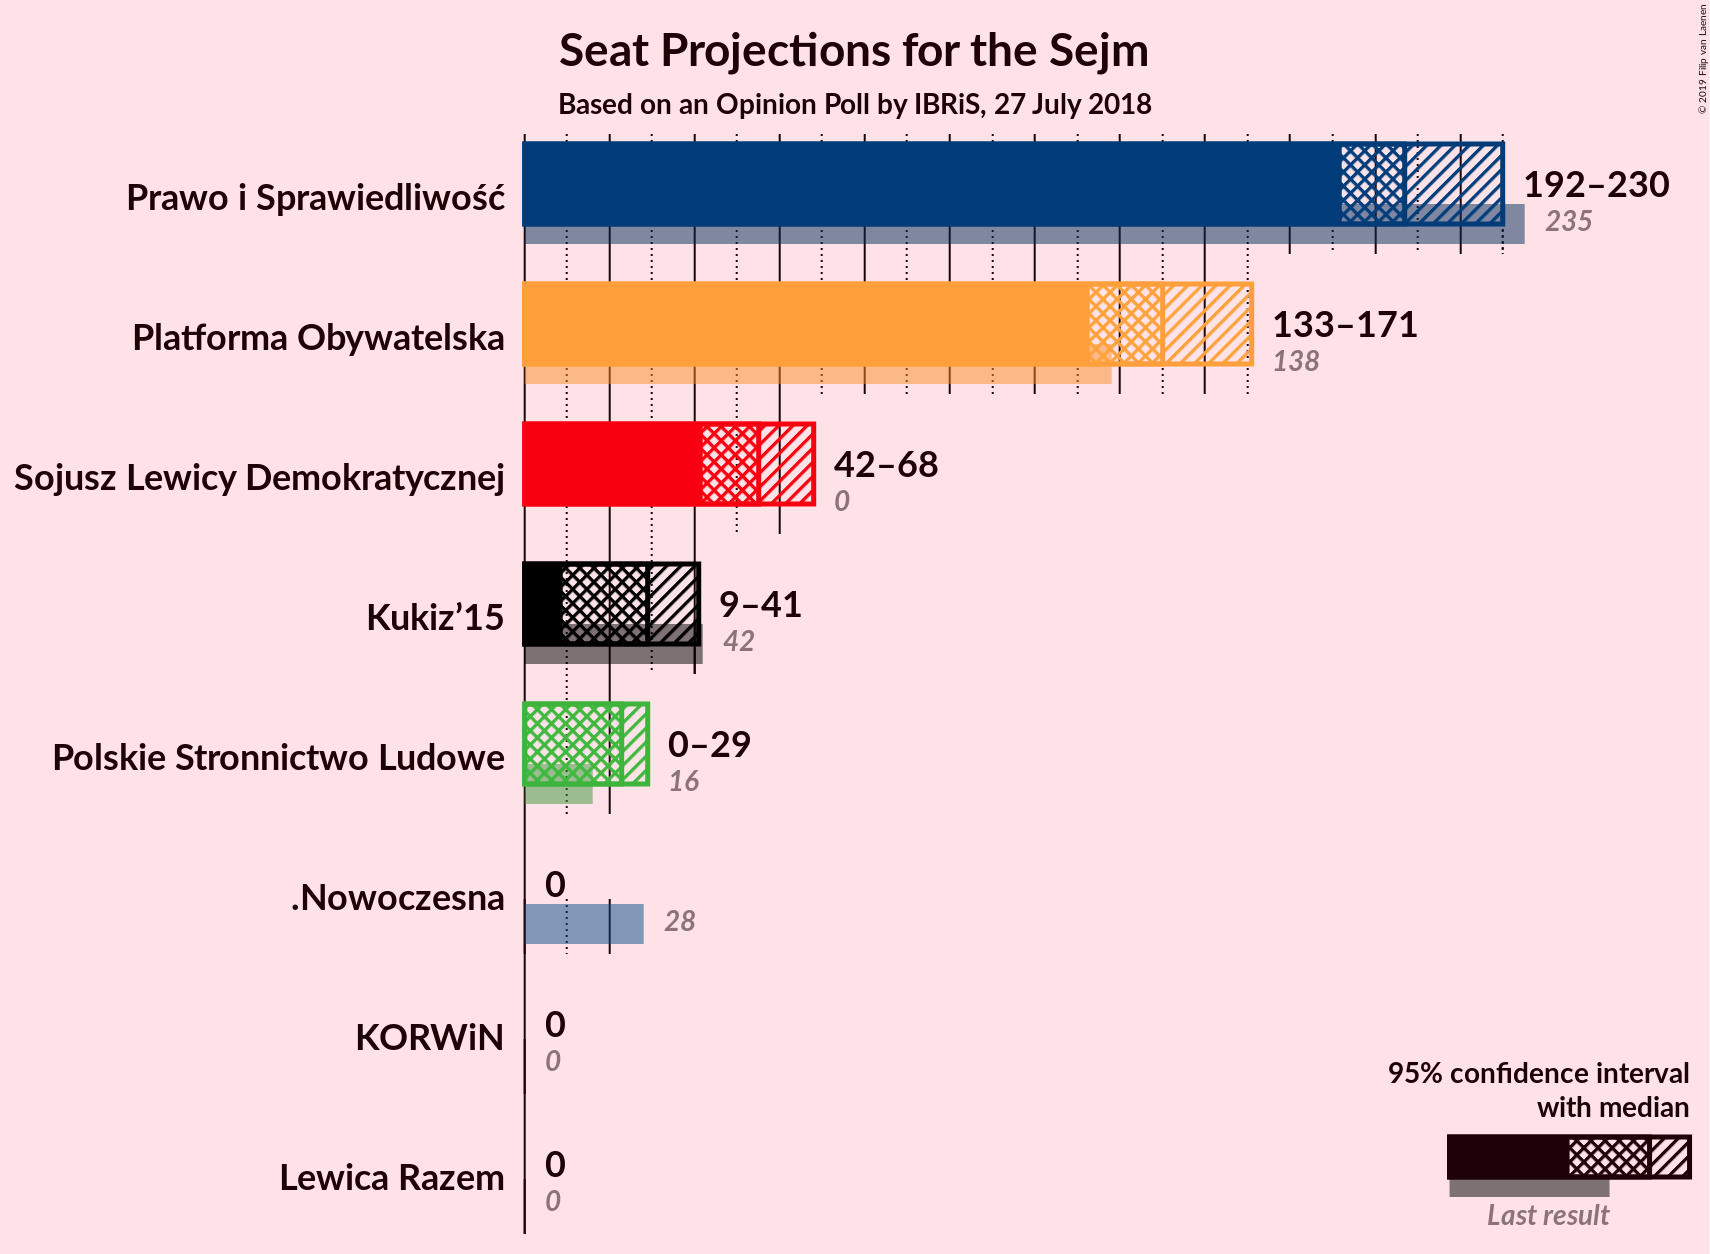 Seat Projections for the Sejm
Based on an Opinion Poll by IBRiS, 27 July 2018
© 2019 Filip van Laenen
Prawo i Sprawiedliwość
192–230
235
Platforma Obywatelska
133–171
138
Sojusz Lewicy Demokratycznej
42–68
0
Kukiz’15
9–41
42
Polskie Stronnictwo Ludowe
0–29
16
.Nowoczesna
0
28
KORWiN
0
0
Lewica Razem
0
0
95% confidence interval
with median
Last result